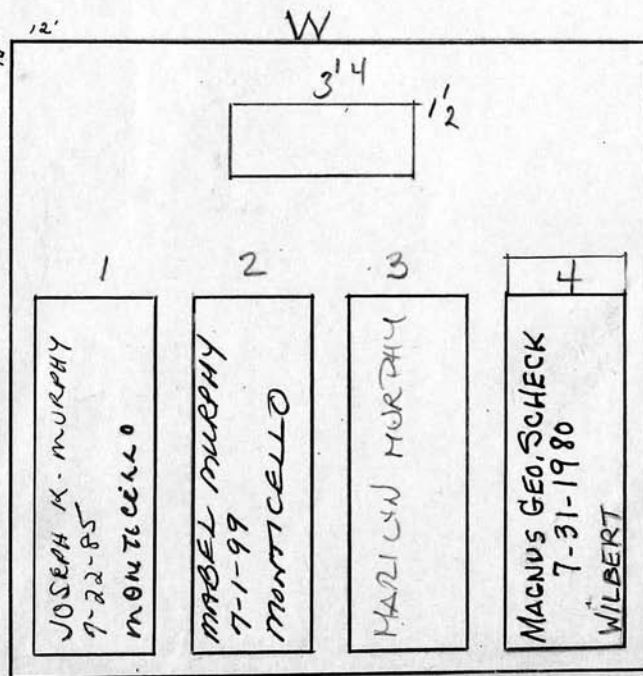 12'
W
3'4
1'2
1
2
3
4
JOSEPH K. MURPHY
7-22-85
MONTICELLO
MABEL MURPHY
7-1-99
MONTICELLO
MARILYN MURPHY
MAGNUS GEO. SCHECK
7-31-1980
WILBERT